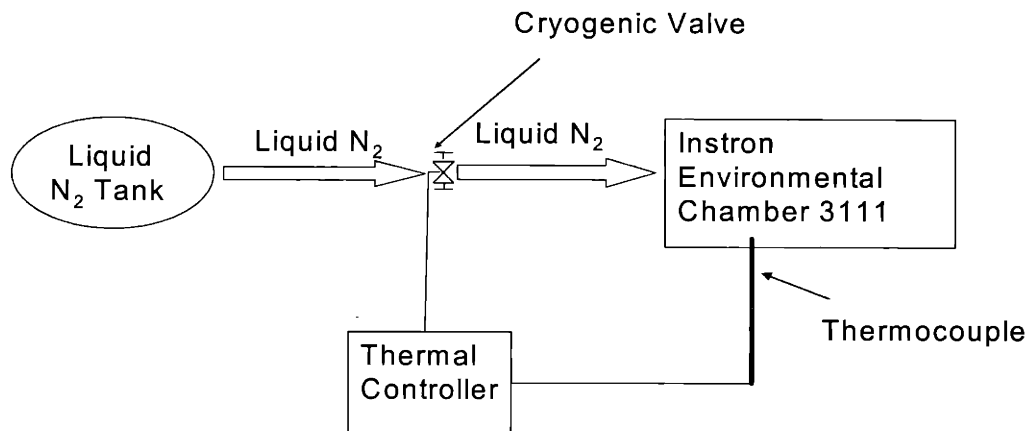 Cryogenic Valve
Liquid N₂
Liquid N₂
Liquid
N₂ Tank
Instron
Environmental
Chamber 3111
Thermocouple
Thermal
Controller